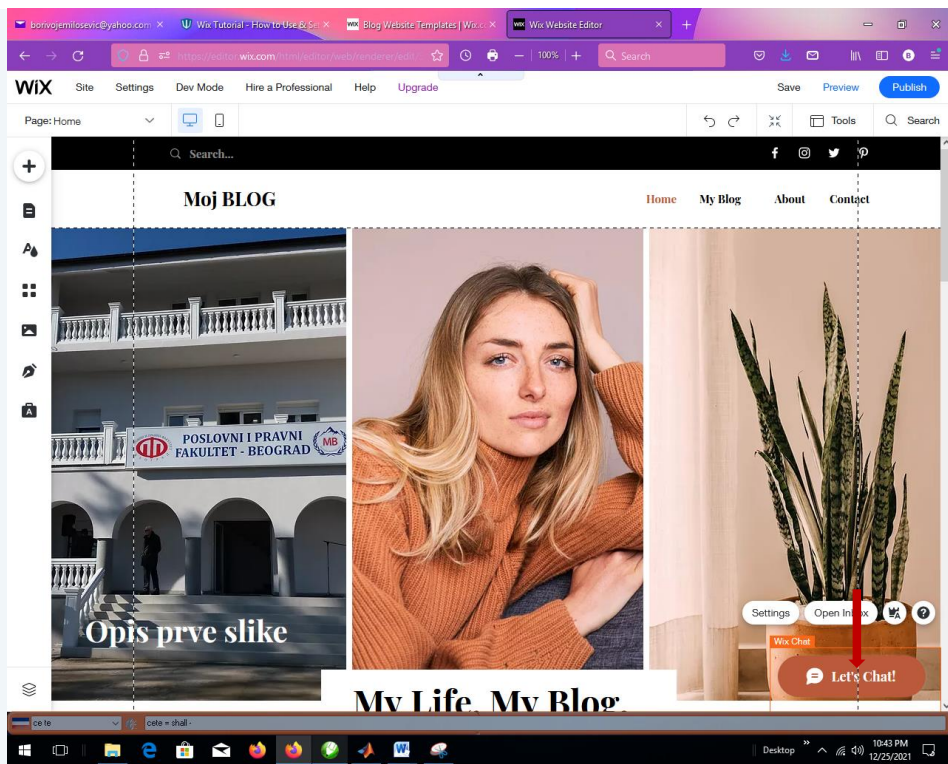 borivojemilosevic@yahoo.com
Wix Tutorial - How to Use & Set
Blog Website Templates | Wix.c
Wix Website Editor
https://editor.wix.com/html/editor/web/renderer/edit/
100%
Search
WiX Site Settings Dev Mode Hire a Professional Help Upgrade Save Preview Publish
Page: Home Tools Search
Search...
Moj BLOG Home My Blog About Contact
POSLOVNI I PRAVNI
FAKULTET - BEOGRAD
MB
Opis prve slike
Settings Open Inbox
Wix Chat
Let's Chat!
My Life. My Blog.
ce te cete = shall -
Desktop 10:43 PM
12/25/2021